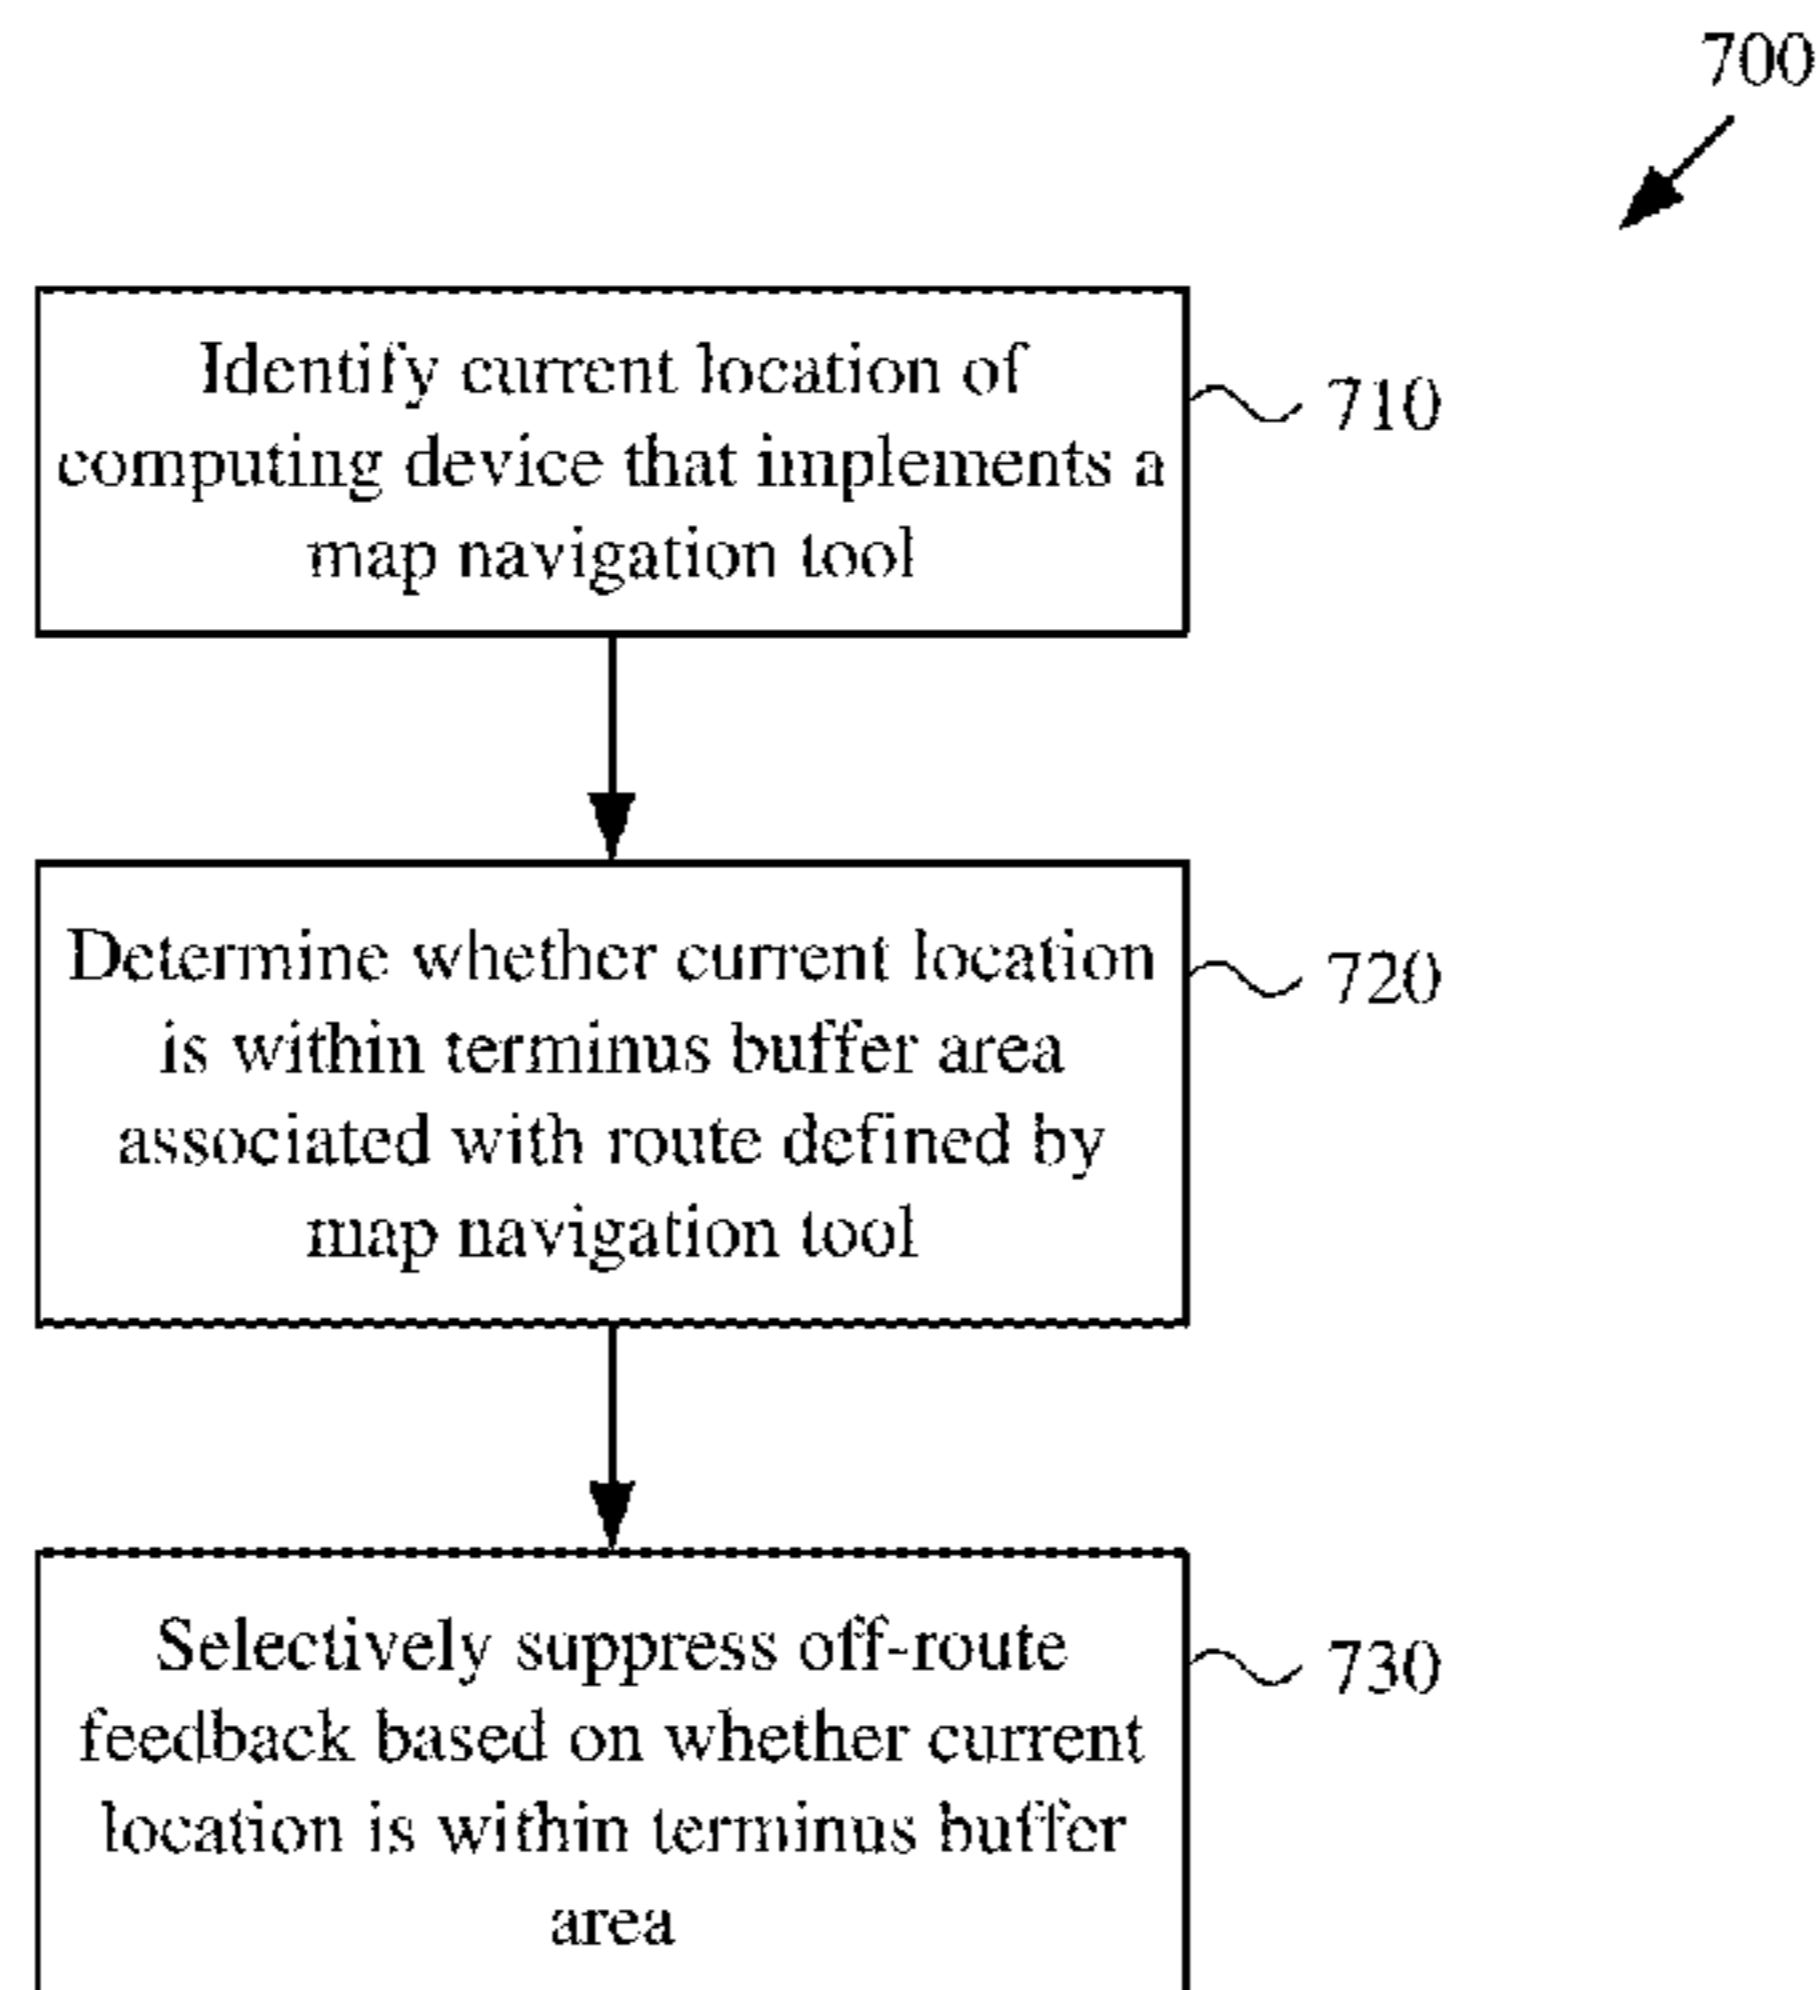 700
Identify current location of
computing device that implements a
map navigation tool
710
Determine whether current location
is within terminus buffer area
associated with route defined by
map navigation tool
720
Selectively suppress off-route
feedback based on whether current
location is within terminus buffer
area
730